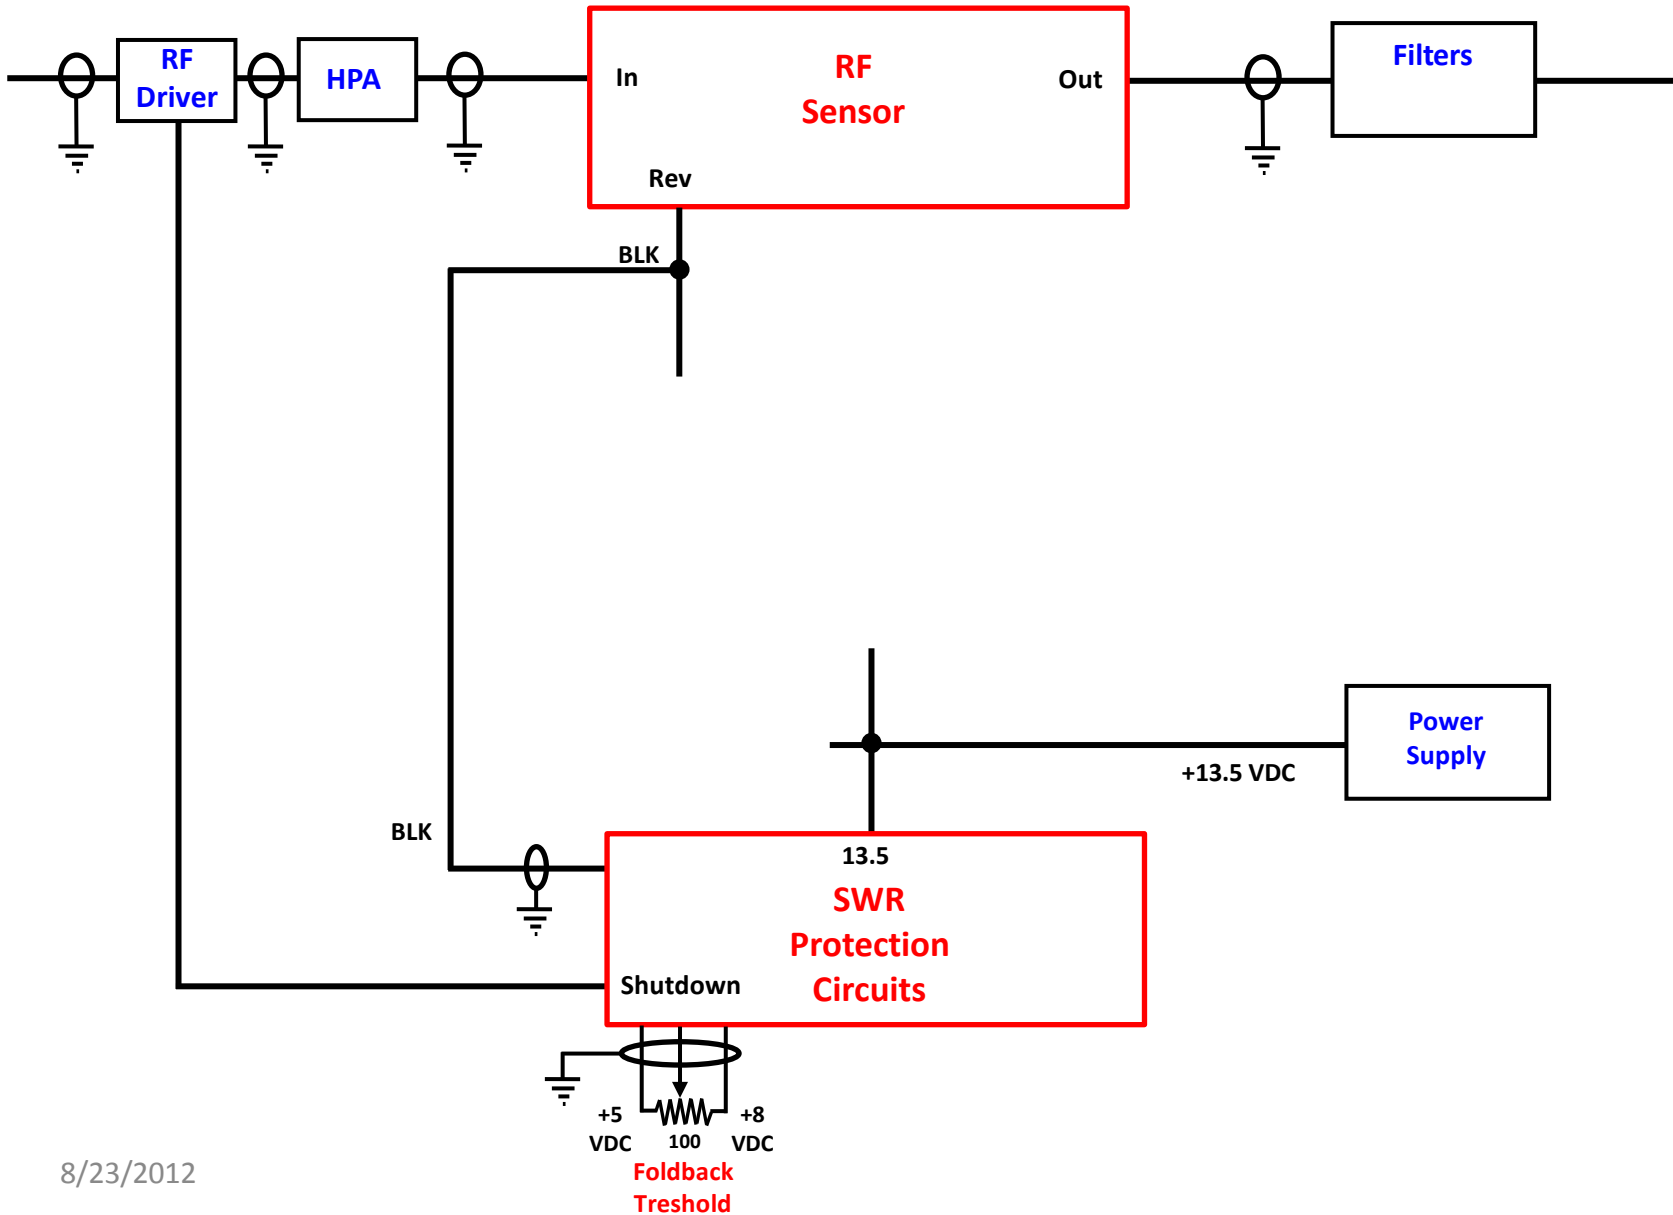 RF
Driver
HPA
In
RF
Sensor
Out
Rev
Filters
BLK
Power
Supply
+13.5 VDC
BLK
13.5
SWR
Protection
Circuits
Shutdown
+5
VDC
100
+8
VDC
Foldback
Treshold
8/23/2012